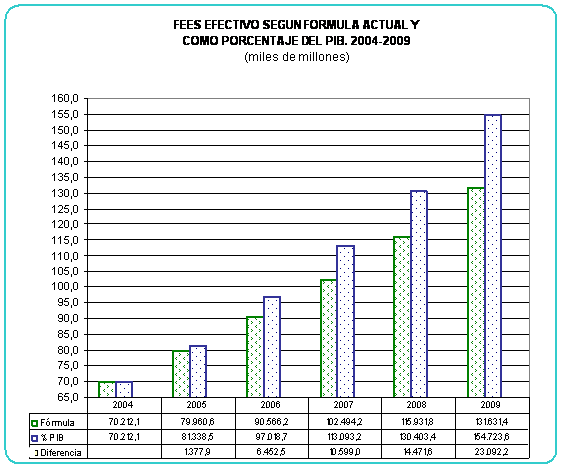 FEES EFECTIVO SEGUN FORMULA ACTUAL Y
COMO PORCENTAJE DEL PIB. 2004-2009
(miles de millones)
160,0
155,0
150,0
145,0
140,0
135,0
130,0
125,0
120,0
115,0
110,0
105,0
100,0
95,0
90,0
85,0
80,0
75,0
70,0
65,0
2004 2005 2006 2007 2008 2009
Fórmula 70.212,1 79.960,6 90.566,2 102.494,2 115.931,8 131.631,4
% PIB 70.212,1 81.338,5 97.018,7 113.093,2 130.403,4 154.723,6
Diferencia 1.377,9 6.452,5 10.599,0 14.471,6 23.092,2